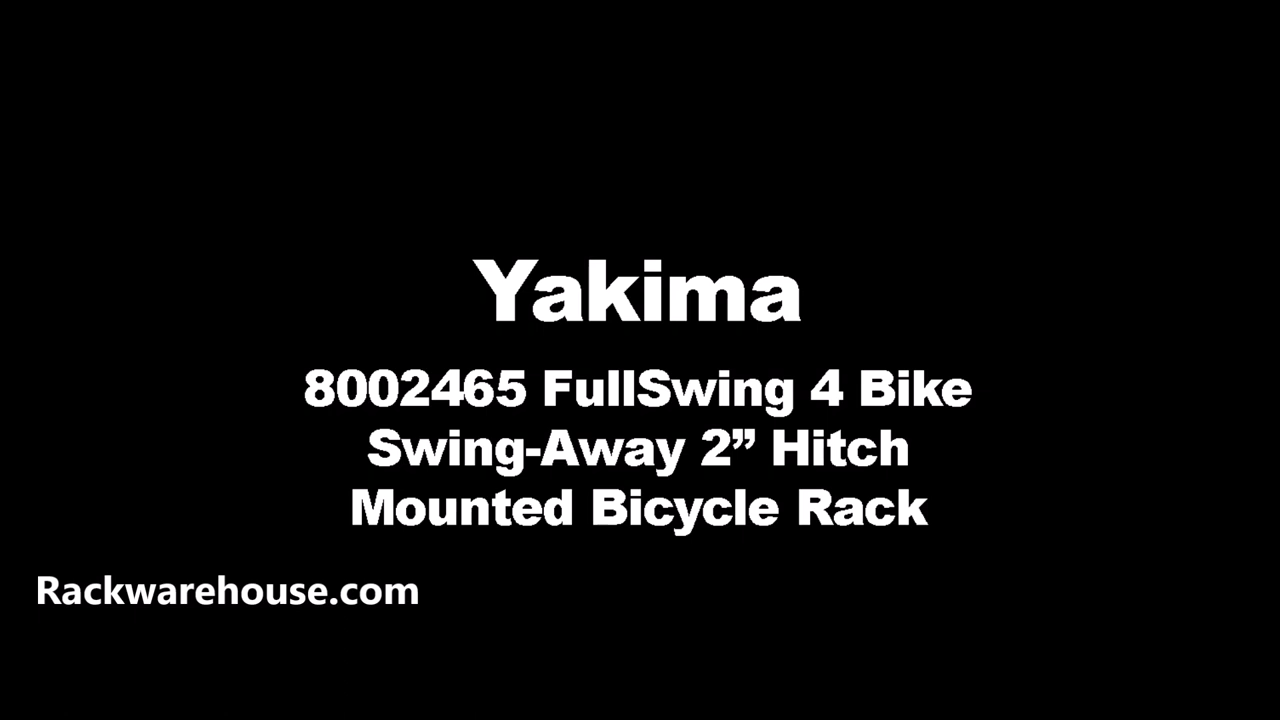 Yakima
8002465 FullSwing 4 Bike
Swing-Away 2” Hitch
Mounted Bicycle Rack
Rackwarehouse.com